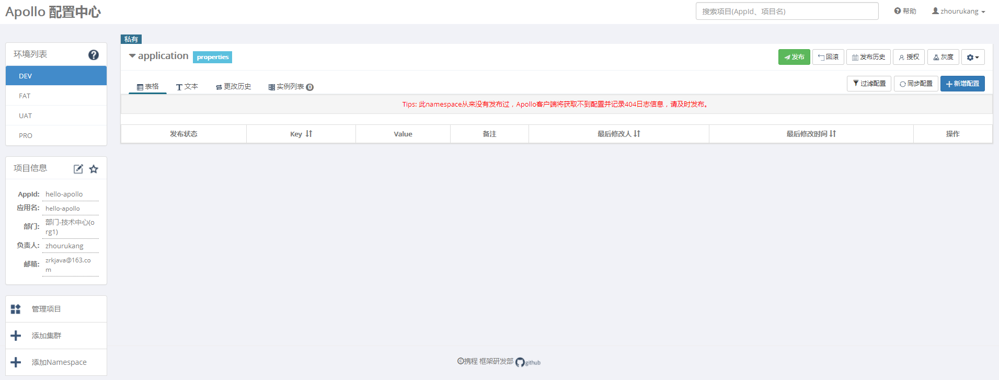 Apollo 配置中心
搜索项目(AppId、项目名)
帮助
zhourukang
环境列表
DEV
FAT
UAT
PRO
项目信息
AppId: hello-apollo
应用名: hello-apollo
部门: 部门-技术中心(o
rg1)
负责人: zhourukang
邮箱: zrkjava@163.co
m
管理项目
添加集群
添加Namespace
私有
application properties
发布 回滚 发布历史 授权 灰度
表格 文本 更改历史 实例列表 0
过滤配置 同步配置 新增配置
Tips: 此namespace从来没有发布过，Apollo客户端将获取不到配置并记录404日志信息，请及时发布。
发布状态 Key Value 备注 最后修改人 最后修改时间 操作
©携程 框架研发部 github